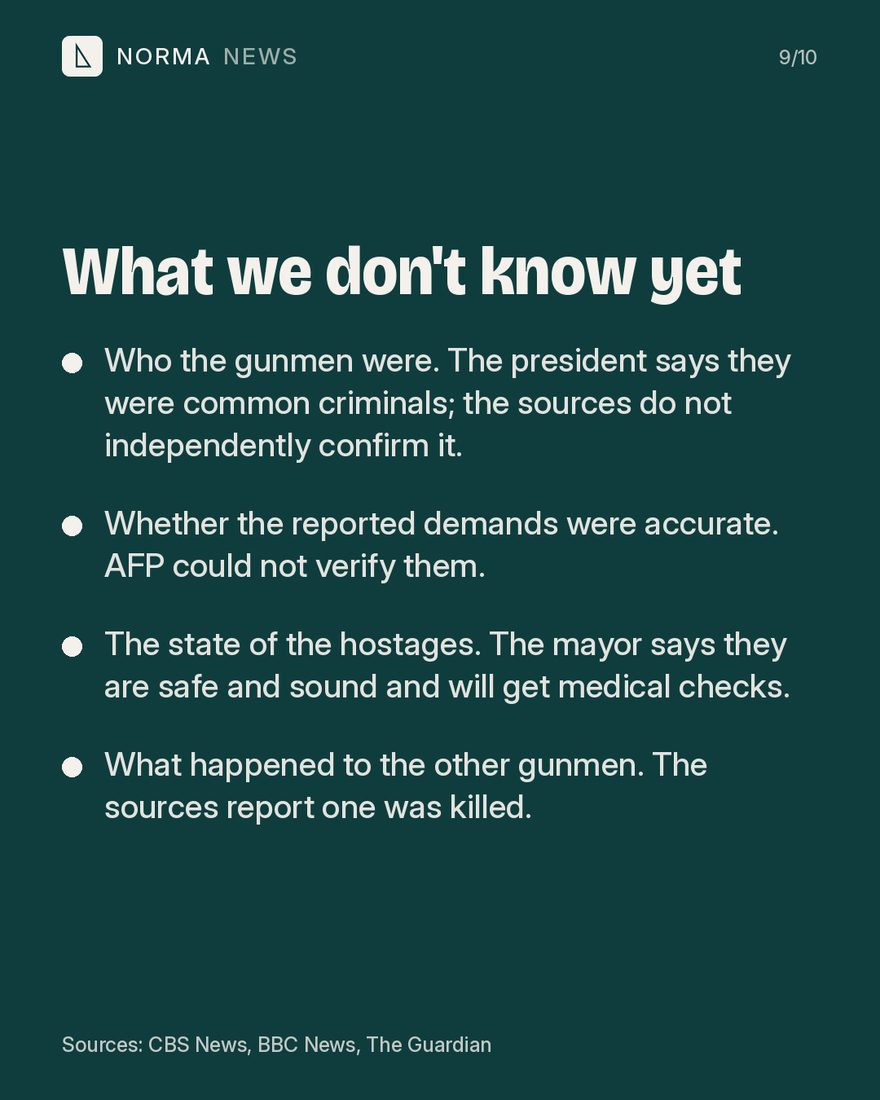 NORMA NEWS
9/10
What we don't know yet
Who the gunmen were. The president says they
were common criminals; the sources do not
independently confirm it.
Whether the reported demands were accurate.
AFP could not verify them.
The state of the hostages. The mayor says they
are safe and sound and will get medical checks.
What happened to the other gunmen. The
sources report one was killed.
Sources: CBS News, BBC News, The Guardian